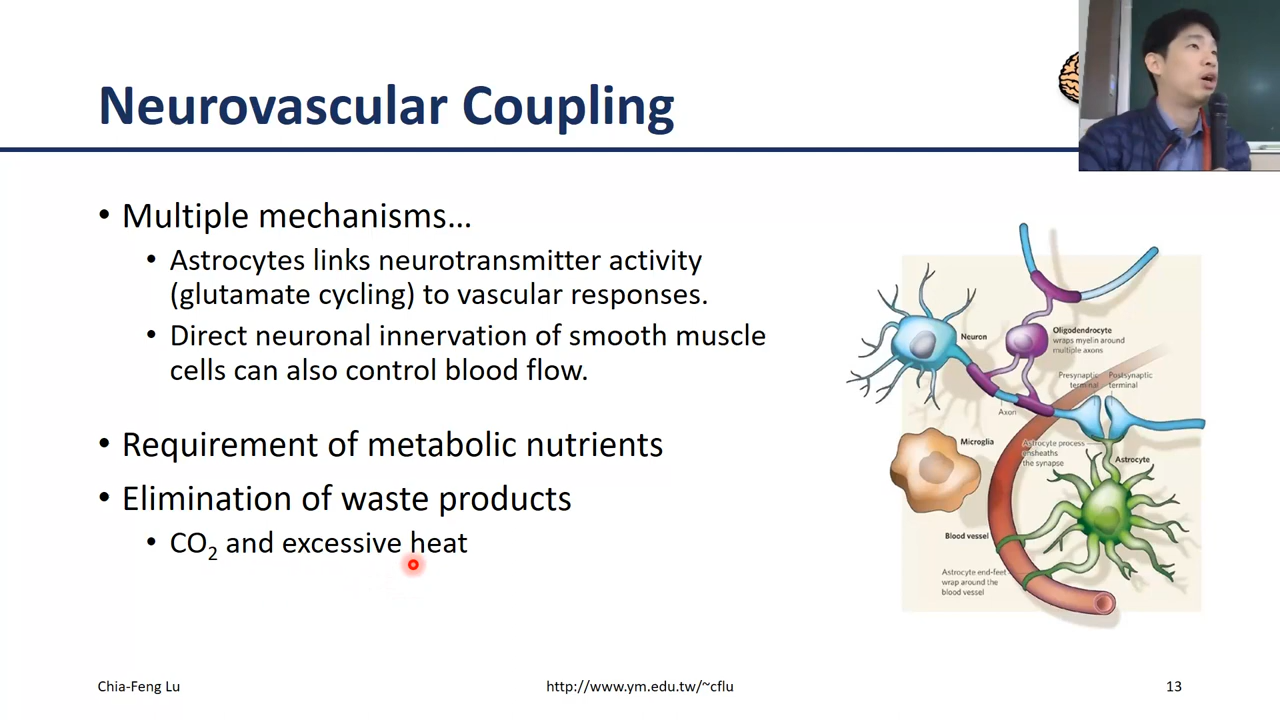 Neurovascular Coupling
• Multiple mechanisms…
• Astrocytes links neurotransmitter activity
(glutamate cycling) to vascular responses.
• Direct neuronal innervation of smooth muscle
cells can also control blood flow.
• Requirement of metabolic nutrients
• Elimination of waste products
• CO₂ and excessive heat
Neuron
Oligodendrocyte
wraps myelin around
multiple axons
Presynaptic
terminal
Postsynaptic
terminal
Axon
Microglia
Astrocyte process
ensheaths
the synapse
Astrocyte
Blood vessel
Astrocyte end-feet
wrap around the
blood vessel
Chia-Feng Lu
http://www.ym.edu.tw/~cflu
13